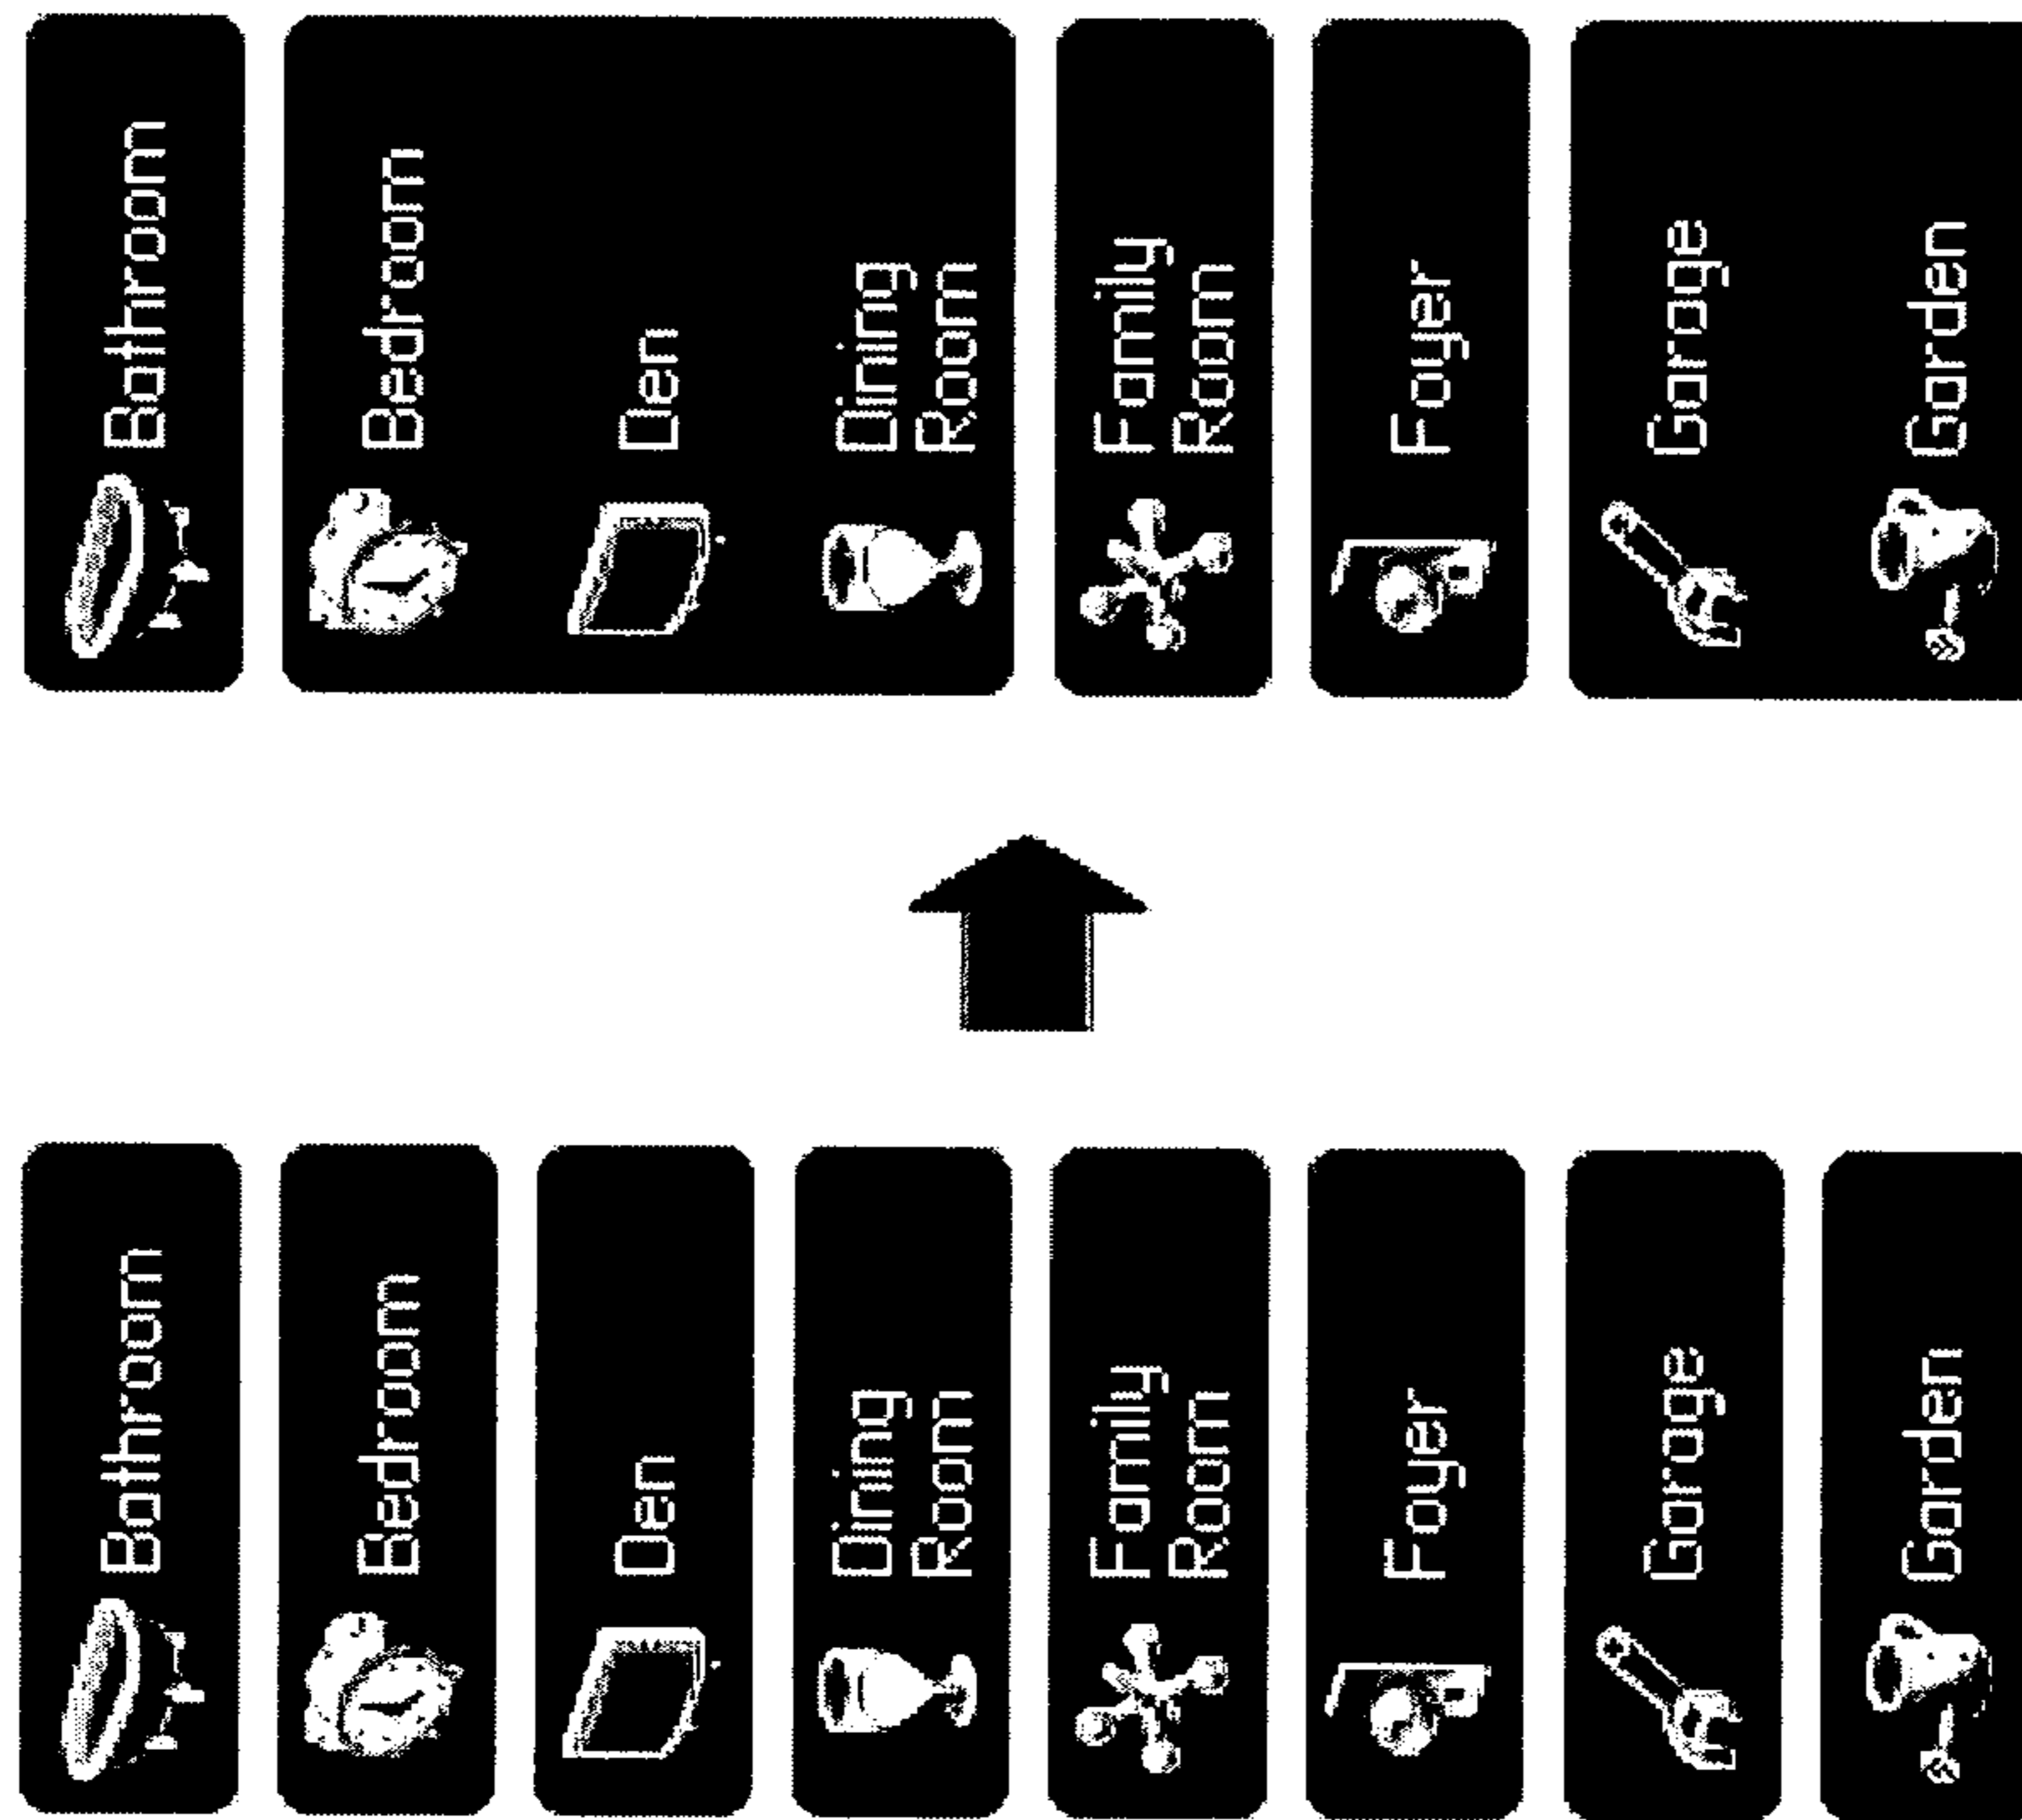 Bathroom
Bedroom
Den
Dining
Room
Family
Room
Foyer
Garage
Garden
Bathroom
Bedroom
Den
Dining
Room
Family
Room
Foyer
Garage
Garden